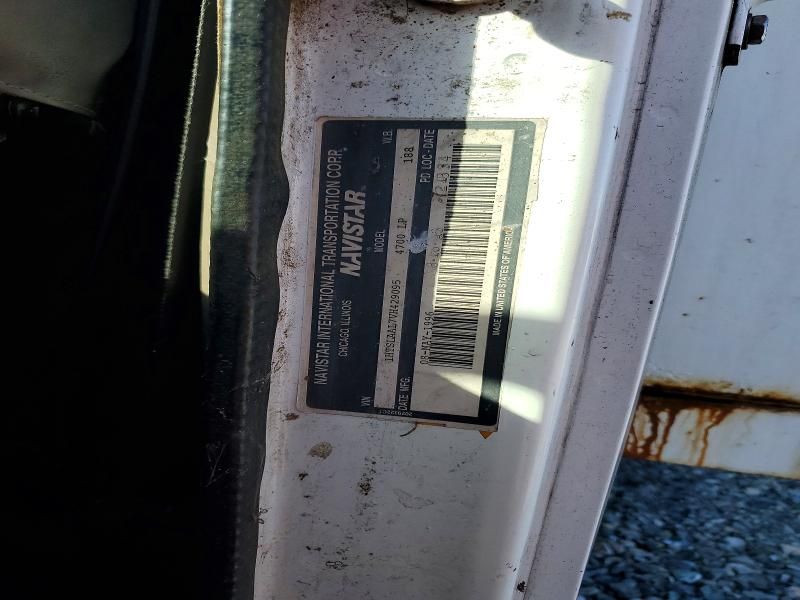 NAVISTAR INTERNATIONAL TRANSPORTATION CORP.
CHICAGO, ILLINOIS
NAVISTAR®
VIN MODEL W.B.
1HTSLAAL7VH429095 4700 LP 188
DATE MFG. PD LOC - DATE
08-MAY-1996
MADE IN UNITED STATES OF AMERICA